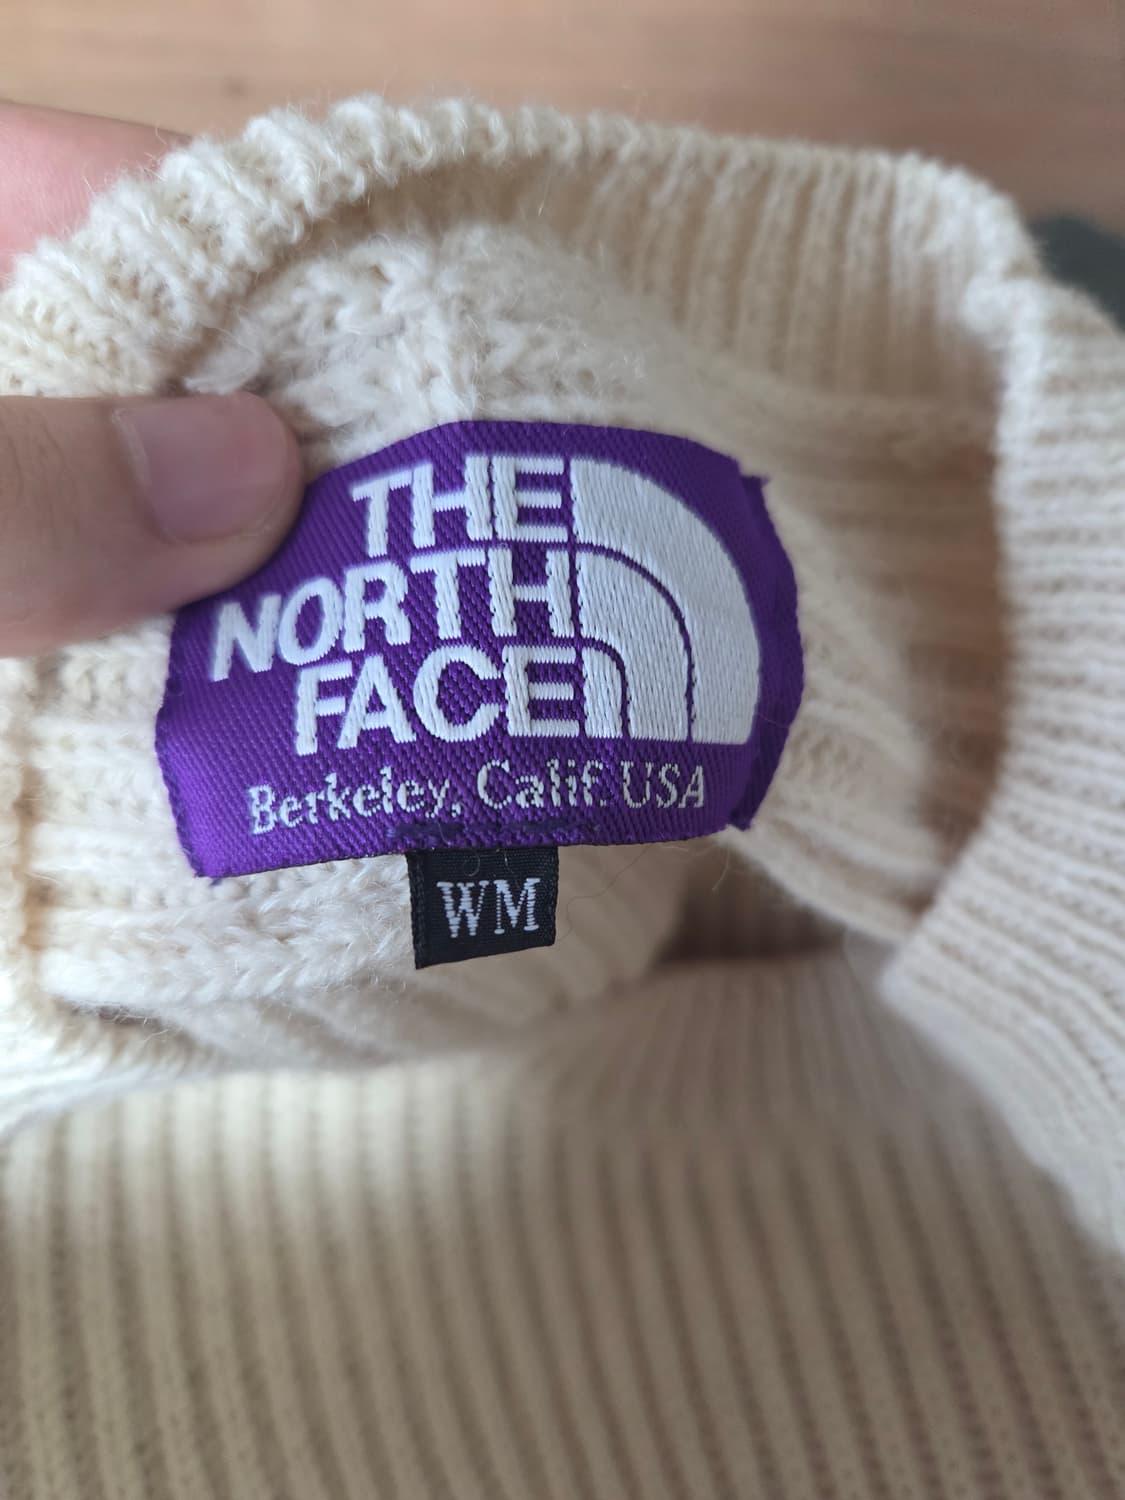 THE
NORTH
FACE
Berkeley, Calif. USA
WM